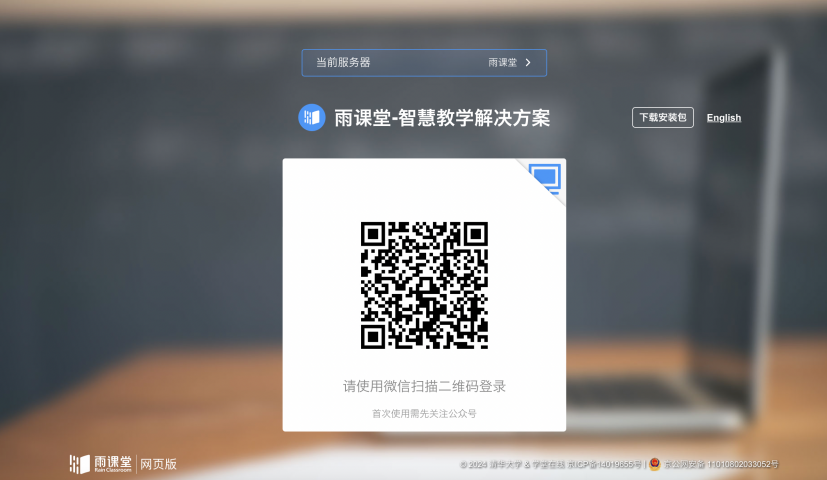 当前服务器 雨课堂
雨课堂-智慧教学解决方案
下载安装包 English
请使用微信扫描二维码登录
首次使用需先关注公众号
雨课堂 网页版
Rain Classroom
© 2024 清华大学 & 学堂在线 京ICP备14019855号 | 京公网安备 11010802033052号